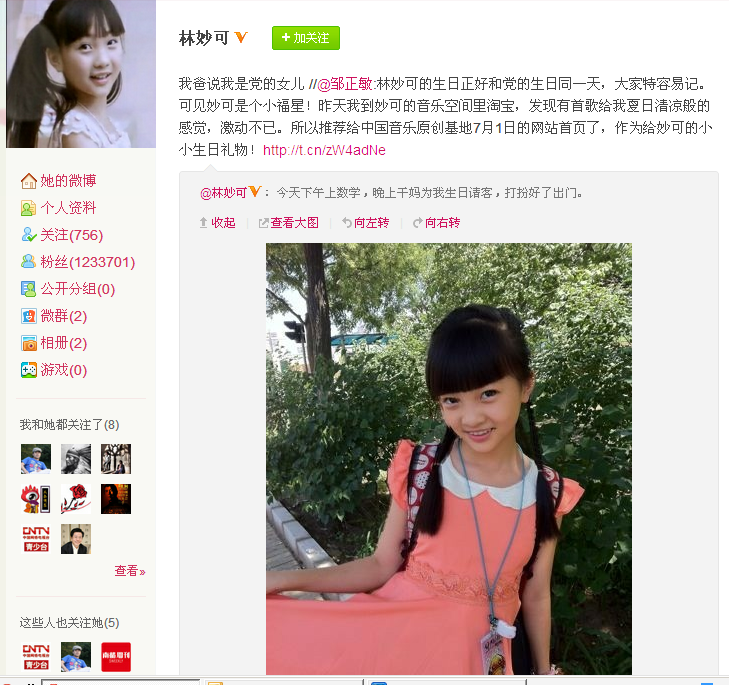 林妙可
+ 加关注
我爸说我是党的女儿 //@邹正敏:林妙可的生日正好和党的生日同一天，大家特容易记。
可见妙可是个小福星！昨天我到妙可的音乐空间里淘宝，发现有首歌给我夏日清凉般的
感觉，激动不已。所以推荐给中国音乐原创基地7月1日的网站首页了，作为给妙可的小
小生日礼物！http://t.cn/zW4adNe
@林妙可： 今天下午上数学，晚上干妈为我生日请客，打扮好了出门。
收起 | 查看大图 | 向左转 | 向右转
她的微博
个人资料
关注(756)
粉丝(1233701)
公开分组(0)
微群(2)
相册(2)
游戏(0)
我和她都关注了(8)
CNTV
青少台
查看»
这些人也关注她(5)
CNTV
青少台
南都周刊